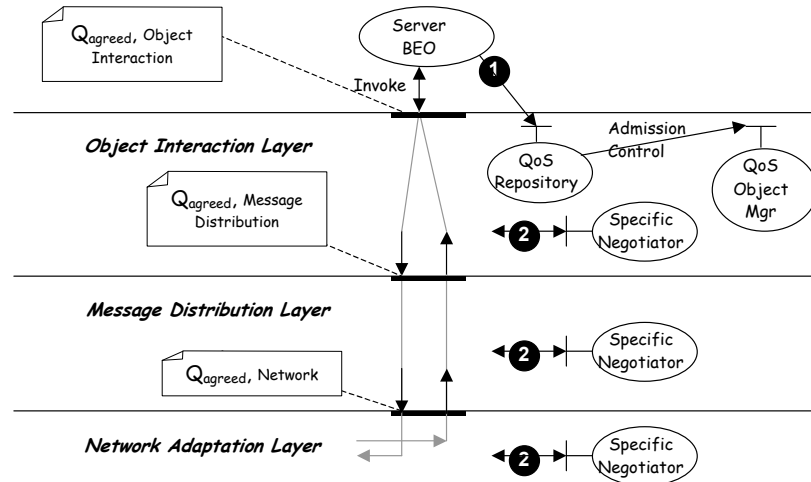 Qagreed, Object
Interaction
Server
BEO
Invoke
1
Object Interaction Layer
Admission
Control
QoS
Repository
QoS
Object
Mgr
Qagreed, Message
Distribution
2
Specific
Negotiator
Message Distribution Layer
2
Specific
Negotiator
Qagreed, Network
Network Adaptation Layer
2
Specific
Negotiator